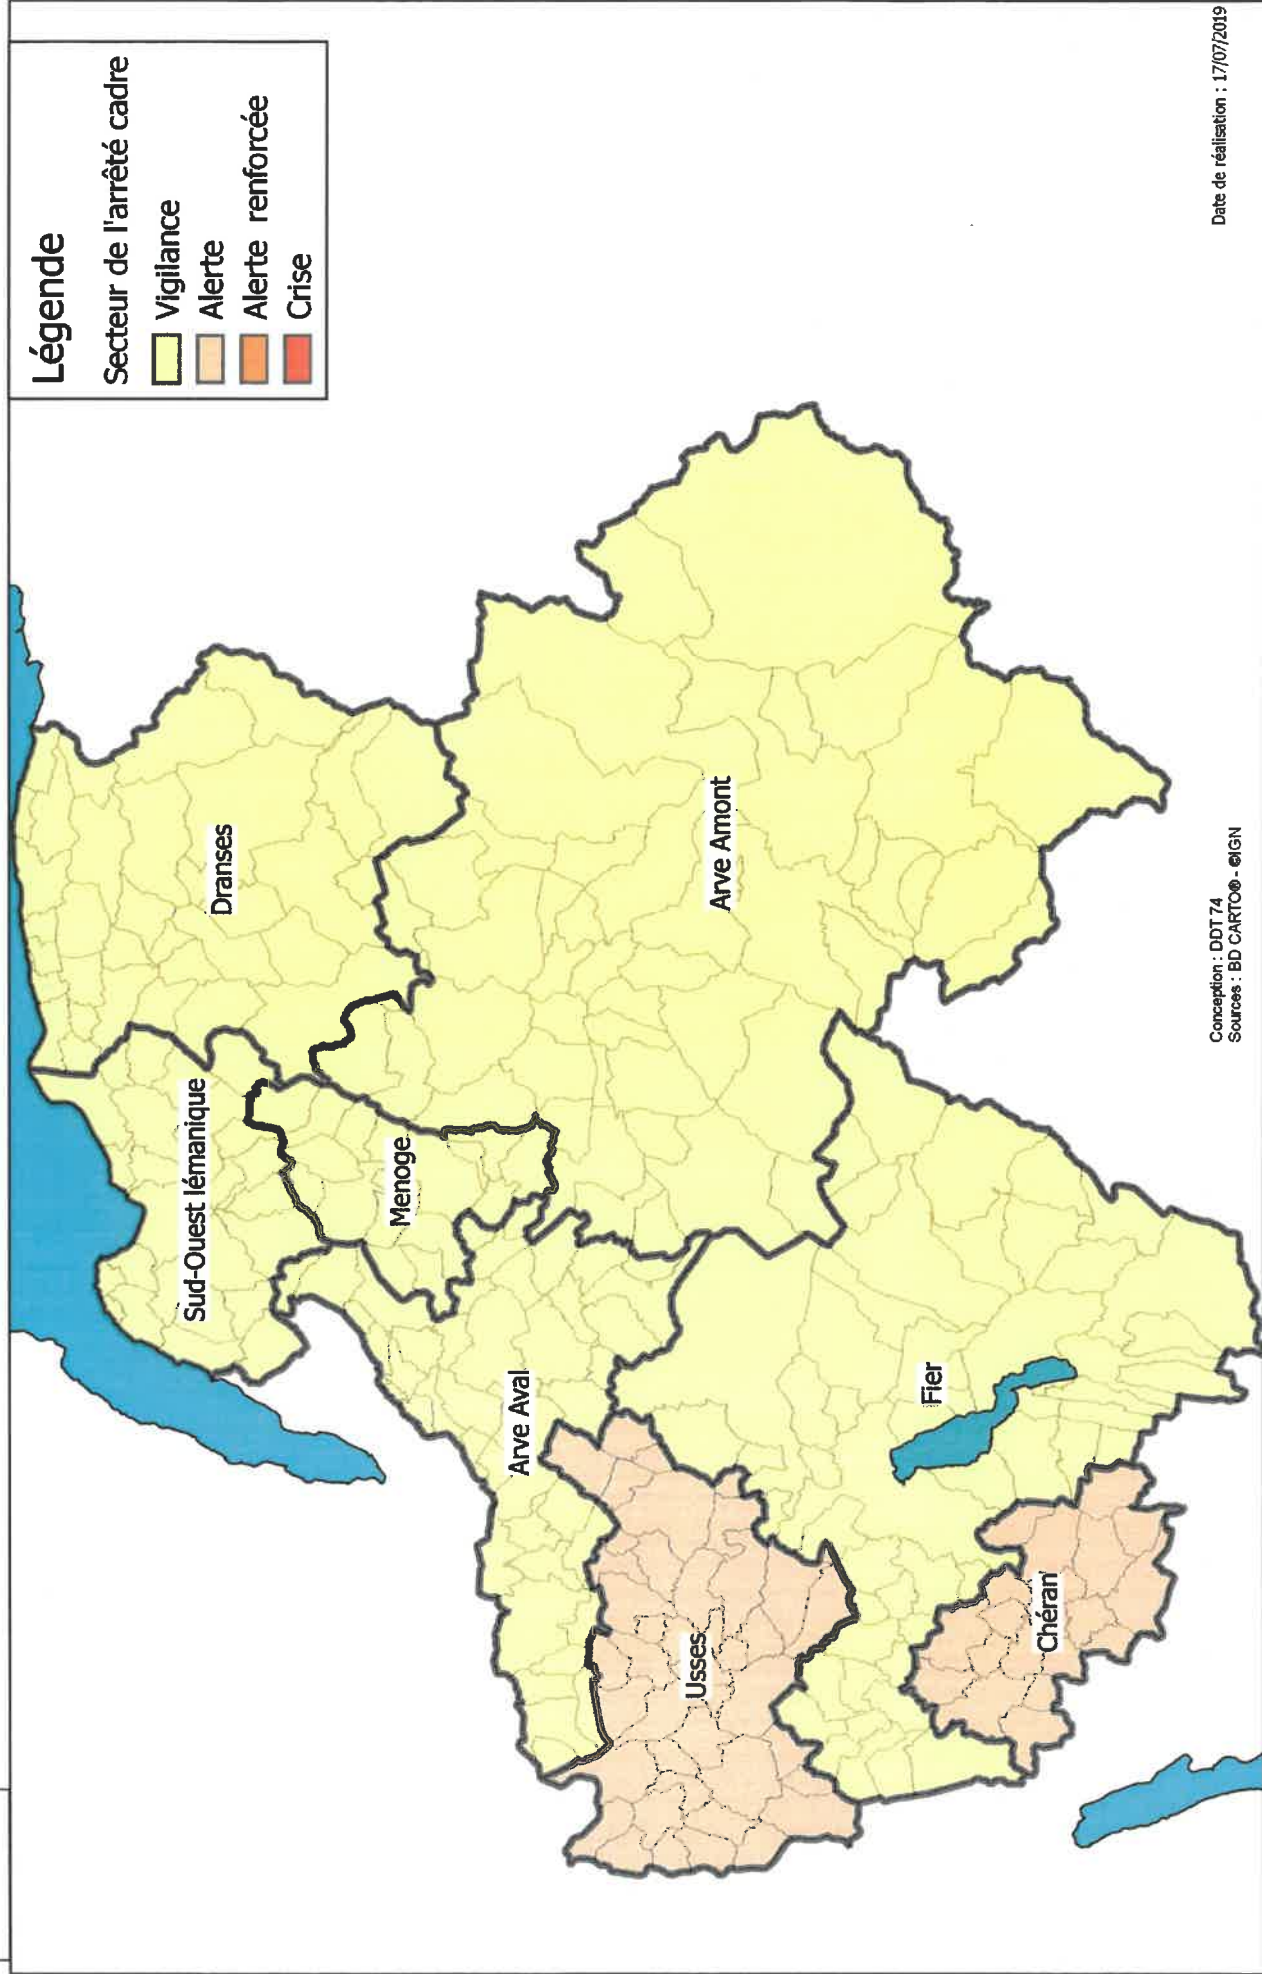 Légende
Secteur de l'arrêté cadre
Vigilance
Alerte
Alerte renforcée
Crise
Dranses
Sud-Ouest lémanique
Menoge
Arve Amont
Arve Aval
Fier
Usses
Chéran
Conception : DDT 74
Sources : BD CARTO® - ©IGN
Date de réalisation : 17/07/2019